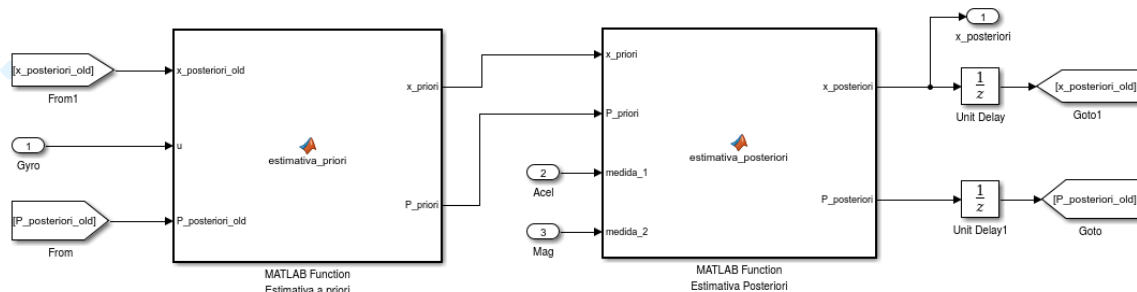 [x_posteriori_old]
From1
1
Gyro
[P_posteriori_old]
From
x_posteriori_old
u
P_posteriori_old
estimativa_priori
x_priori
P_priori
MATLAB Function
Estimativa a priori
2
Acel
3
Mag
x_priori
P_priori
medida_1
medida_2
estimativa_posteriori
x_posteriori
P_posteriori
MATLAB Function
Estimativa Posteriori
1
x_posteriori
1
z
Unit Delay
[x_posteriori_old]
Goto1
1
z
Unit Delay1
[P_posteriori_old]
Goto